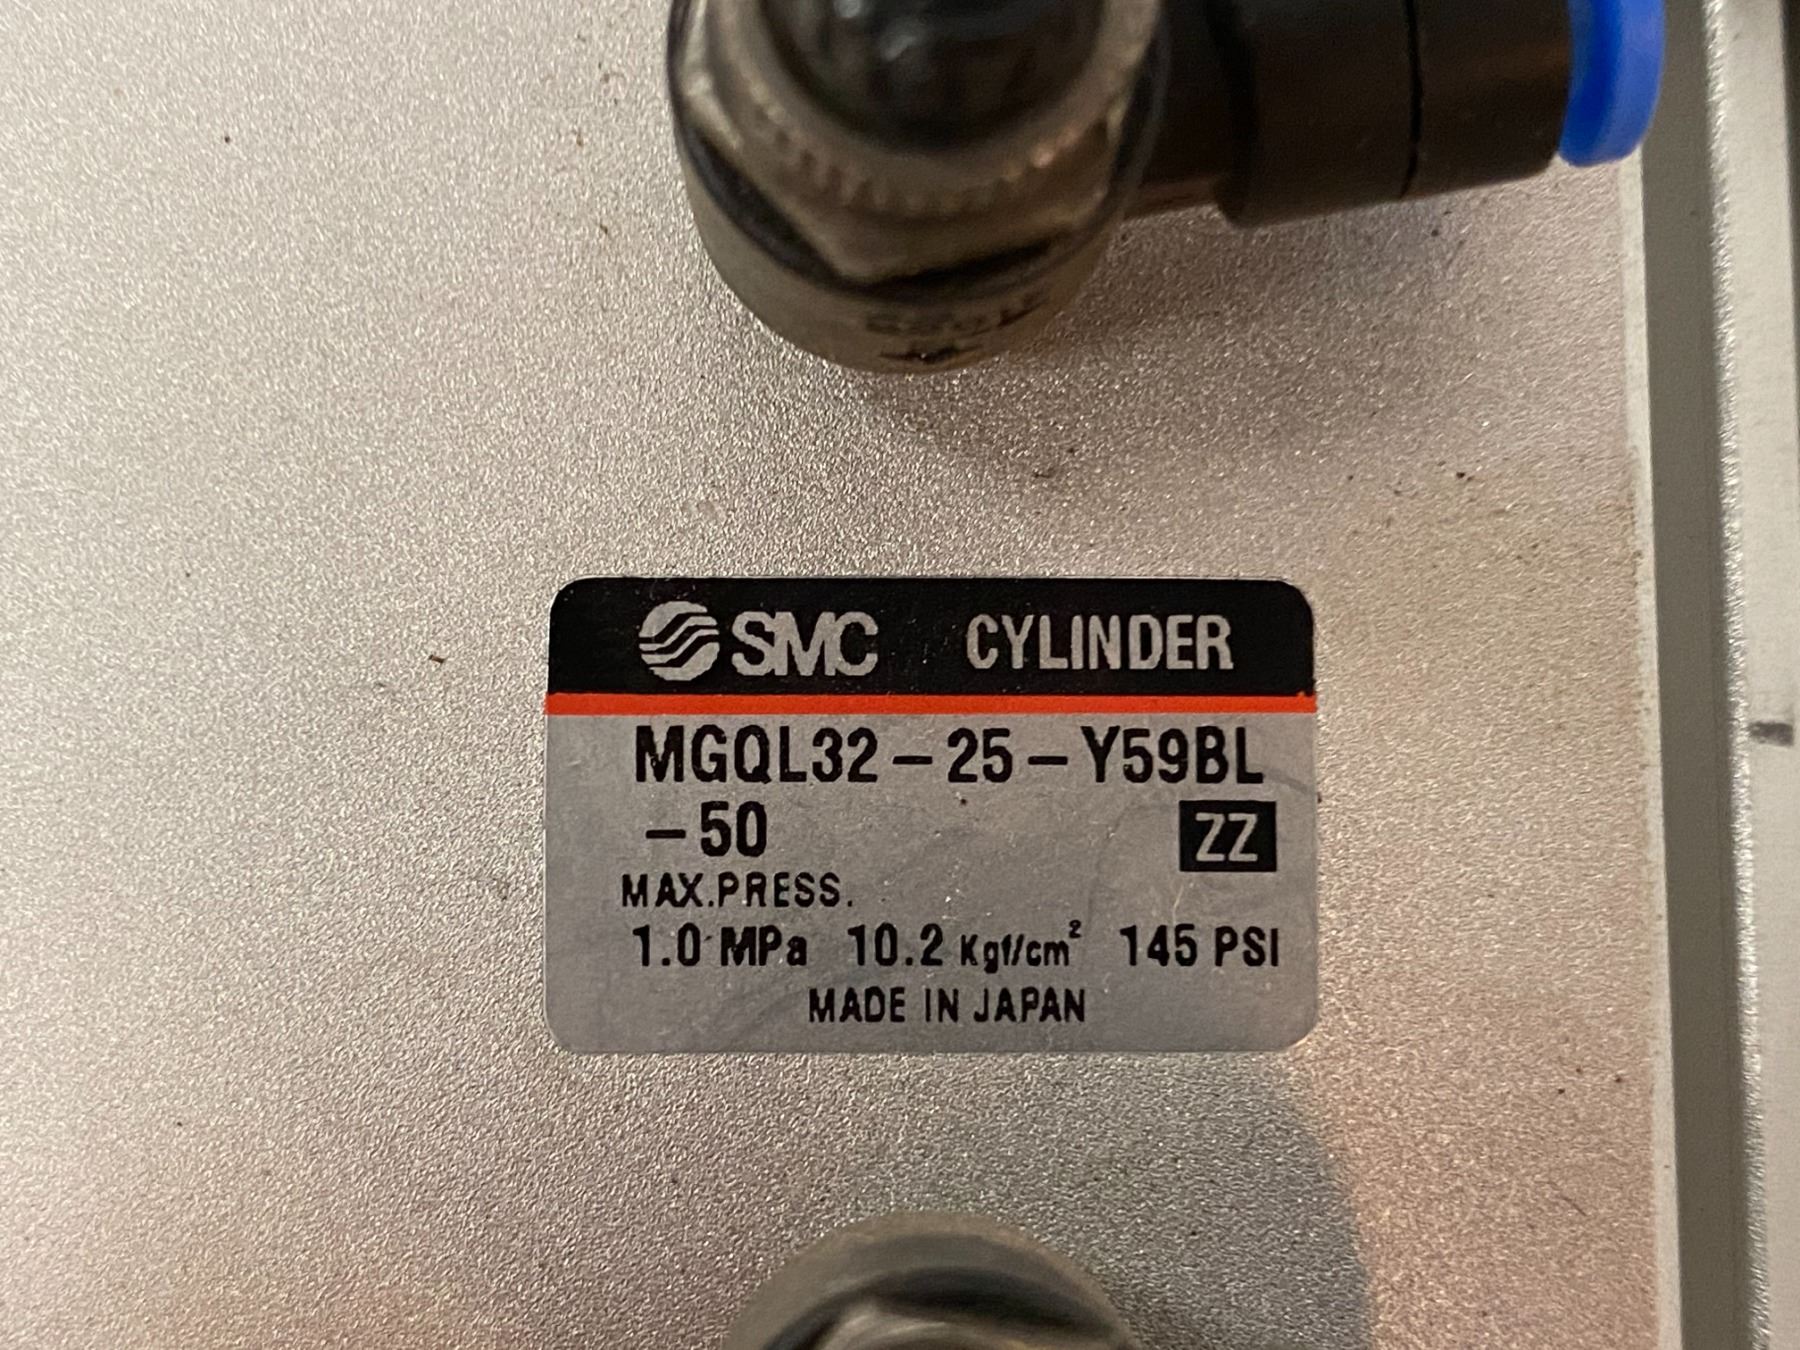 SMC CYLINDER
MGQL32-25-Y59BL
-50 ZZ
MAX.PRESS.
1.0 MPa 10.2 Kgf/cm² 145 PSI
MADE IN JAPAN